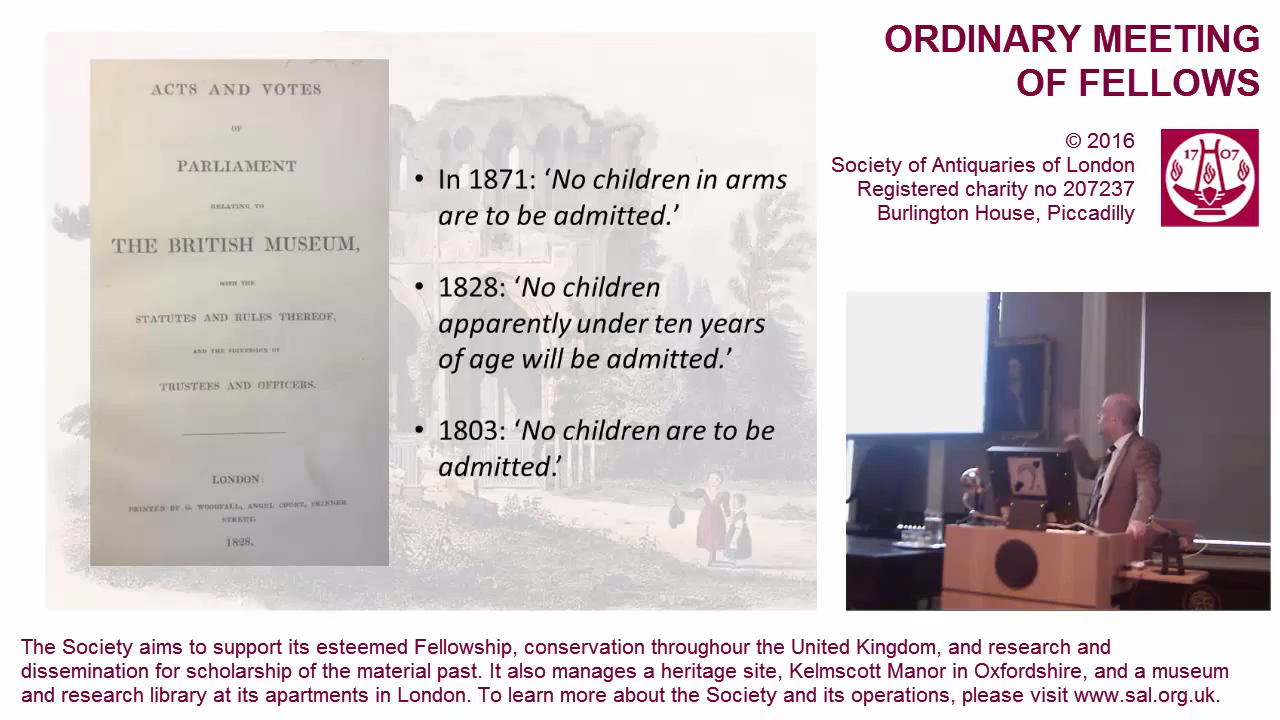 ACTS AND VOTES
OF
PARLIAMENT
RELATING TO
THE BRITISH MUSEUM,
WITH THE
STATUTES AND RULES THEREOF,
AND THE SUCCESSION OF
TRUSTEES AND OFFICERS.
LONDON:
PRINTED BY G. WOODFALL, ANGEL COURT, SKINNER
STREET.
1828.
• In 1871: ‘No children in arms
are to be admitted.’
• 1828: ‘No children
apparently under ten years
of age will be admitted.’
• 1803: ‘No children are to be
admitted.’
ORDINARY MEETING
OF FELLOWS
© 2016
Society of Antiquaries of London
Registered charity no 207237
Burlington House, Piccadilly
17 07
The Society aims to support its esteemed Fellowship, conservation throughour the United Kingdom, and research and
dissemination for scholarship of the material past. It also manages a heritage site, Kelmscott Manor in Oxfordshire, and a museum
and research library at its apartments in London. To learn more about the Society and its operations, please visit www.sal.org.uk.